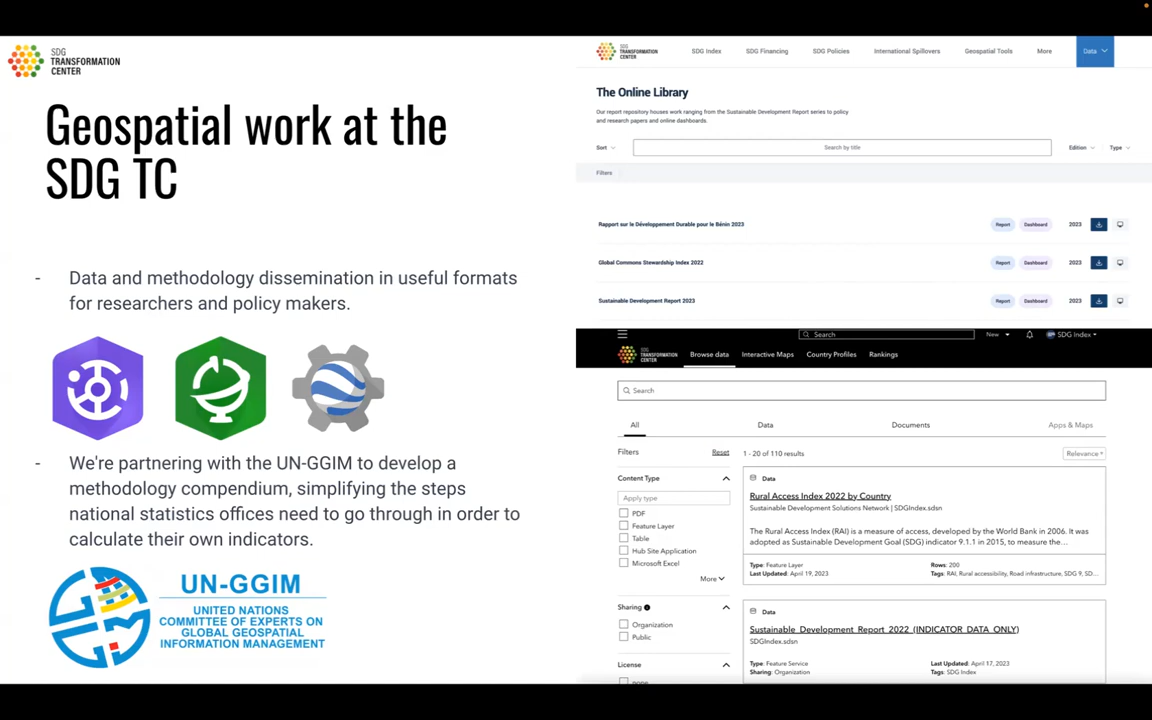 SDG
TRANSFORMATION
CENTER
Geospatial work at the
SDG TC
- Data and methodology dissemination in useful formats
for researchers and policy makers.
- We're partnering with the UN-GGIM to develop a
methodology compendium, simplifying the steps
national statistics offices need to go through in order to
calculate their own indicators.
UN-GGIM
UNITED NATIONS
COMMITTEE OF EXPERTS ON
GLOBAL GEOSPATIAL
INFORMATION MANAGEMENT
SDG
TRANSFORMATION
CENTER
SDG Index SDG Financing SDG Policies International Spillovers Geospatial Tools More Data
The Online Library
Our report repository houses work ranging from the Sustainable Development Report series to policy
and research papers and online dashboards.
Sort Search by title Edition Type
Filters
Rapport sur le Développement Durable pour le Bénin 2023 Report Dashboard 2023
Global Commons Stewardship Index 2022 Report Dashboard 2023
Sustainable Development Report 2023 Report Dashboard 2023
Search New SDG Index
SDG
TRANSFORMATION
CENTER
Browse data Interactive Maps Country Profiles Rankings
Search
All Data Documents Apps & Maps
Filters Reset 1 - 20 of 110 results Relevance
Content Type
Apply type
PDF
Feature Layer
Table
Hub Site Application
Microsoft Excel
More
Sharing
Organization
Public
License
none
Data
Rural Access Index 2022 by Country
Sustainable Development Solutions Network | SDGIndex.sdsn
The Rural Access Index (RAI) is a measure of access, developed by the World Bank in 2006. It was
adopted as Sustainable Development Goal (SDG) indicator 9.1.1 in 2015, to measure the…
Type: Feature Layer Rows: 200
Last Updated: April 19, 2023 Tags: RAI, Rural accessibility, Road infrastructure, SDG 9, SD...
Data
Sustainable_Development_Report_2022_(INDICATOR_DATA_ONLY)
SDGIndex.sdsn
Type: Feature Service Last Updated: April 17, 2023
Sharing: Organization Tags: SDG Index